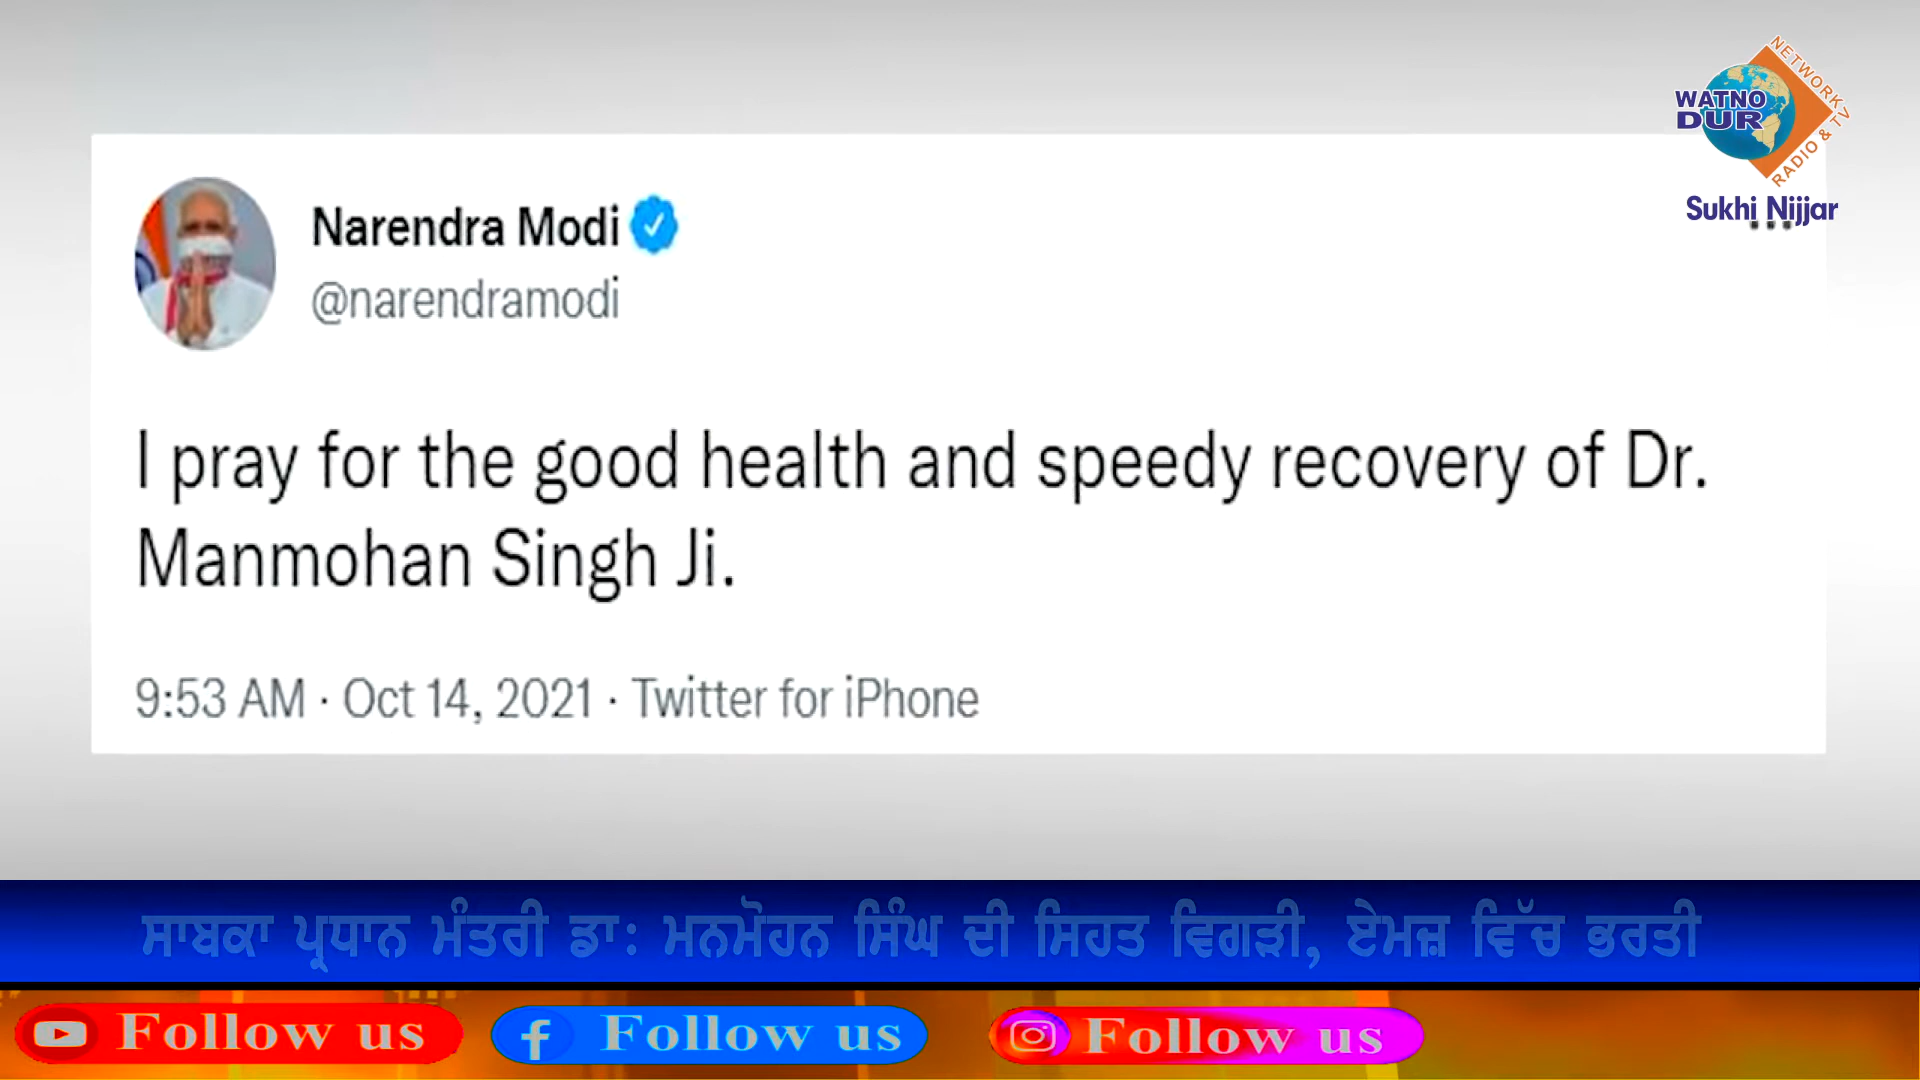 NETWORK7
WATNO
DUR
RADIO & TV
Sukhi Nijjar
Narendra Modi
@narendramodi
I pray for the good health and speedy recovery of Dr.
Manmohan Singh Ji.
9:53 AM · Oct 14, 2021 · Twitter for iPhone
ਸਾਬਕਾ ਪ੍ਰਧਾਨ ਮੰਤਰੀ ਡਾ: ਮਨਮੋਹਨ ਸਿੰਘ ਦੀ ਸਿਹਤ ਵਿਗੜੀ, ਏਮਜ਼ ਵਿੱਚ ਭਰਤੀ
Follow us Follow us Follow us